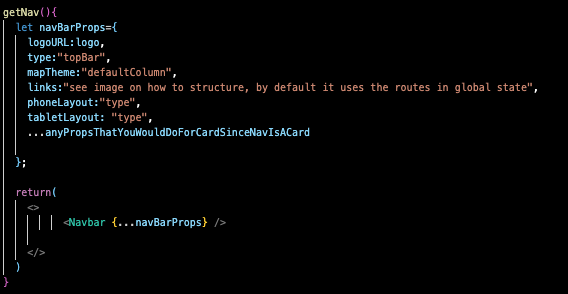 getNav(){
let navBarProps={
logoURL:logo,
type:"topBar",
mapTheme:"defaultColumn",
links:"see image on how to structure, by default it uses the routes in global state",
phoneLayout:"type",
tabletLayout: "type",
...anyPropsThatYouWouldDoForCardSinceNavIsACard
};
return(
<>
<Navbar {...navBarProps} />
</>
)
}